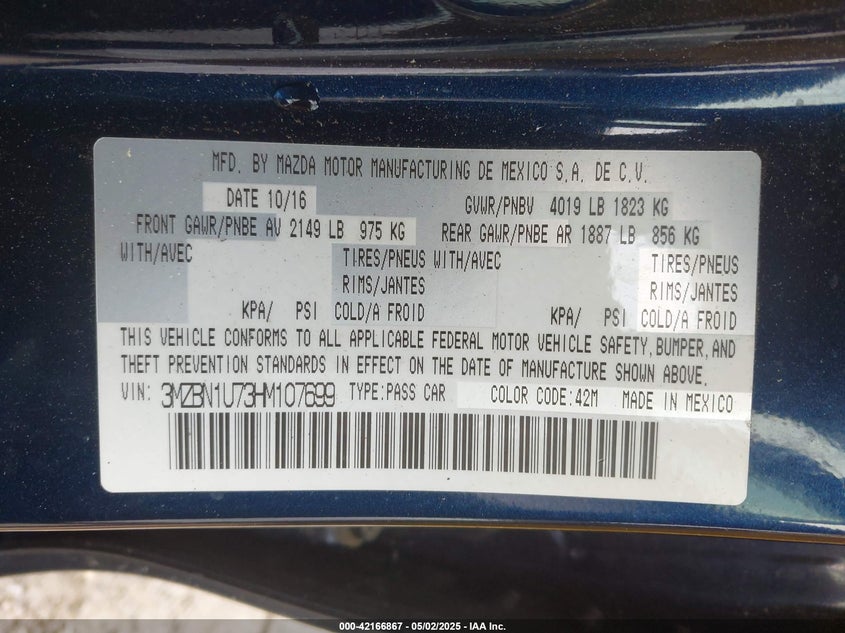 MFD. BY MAZDA MOTOR MANUFACTURING DE MEXICO S.A. DE C.V.
DATE 10/16 GVWR/PNBV 4019 LB 1823 KG
FRONT GAWR/PNBE AV 2149 LB 975 KG REAR GAWR/PNBE AR 1887 LB 856 KG
WITH/AVEC TIRES/PNEUS WITH/AVEC TIRES/PNEUS
RIMS/JANTES RIMS/JANTES
KPA/ PSI COLD/A FROID KPA/ PSI COLD/A FROID
THIS VEHICLE CONFORMS TO ALL APPLICABLE FEDERAL MOTOR VEHICLE SAFETY, BUMPER, AND
THEFT PREVENTION STANDARDS IN EFFECT ON THE DATE OF MANUFACTURE SHOWN ABOVE.
VIN: 3MZBN1U73HM107699 TYPE:PASS CAR COLOR CODE:42M MADE IN MEXICO
000-42166867 - 05/02/2025 - IAA Inc.